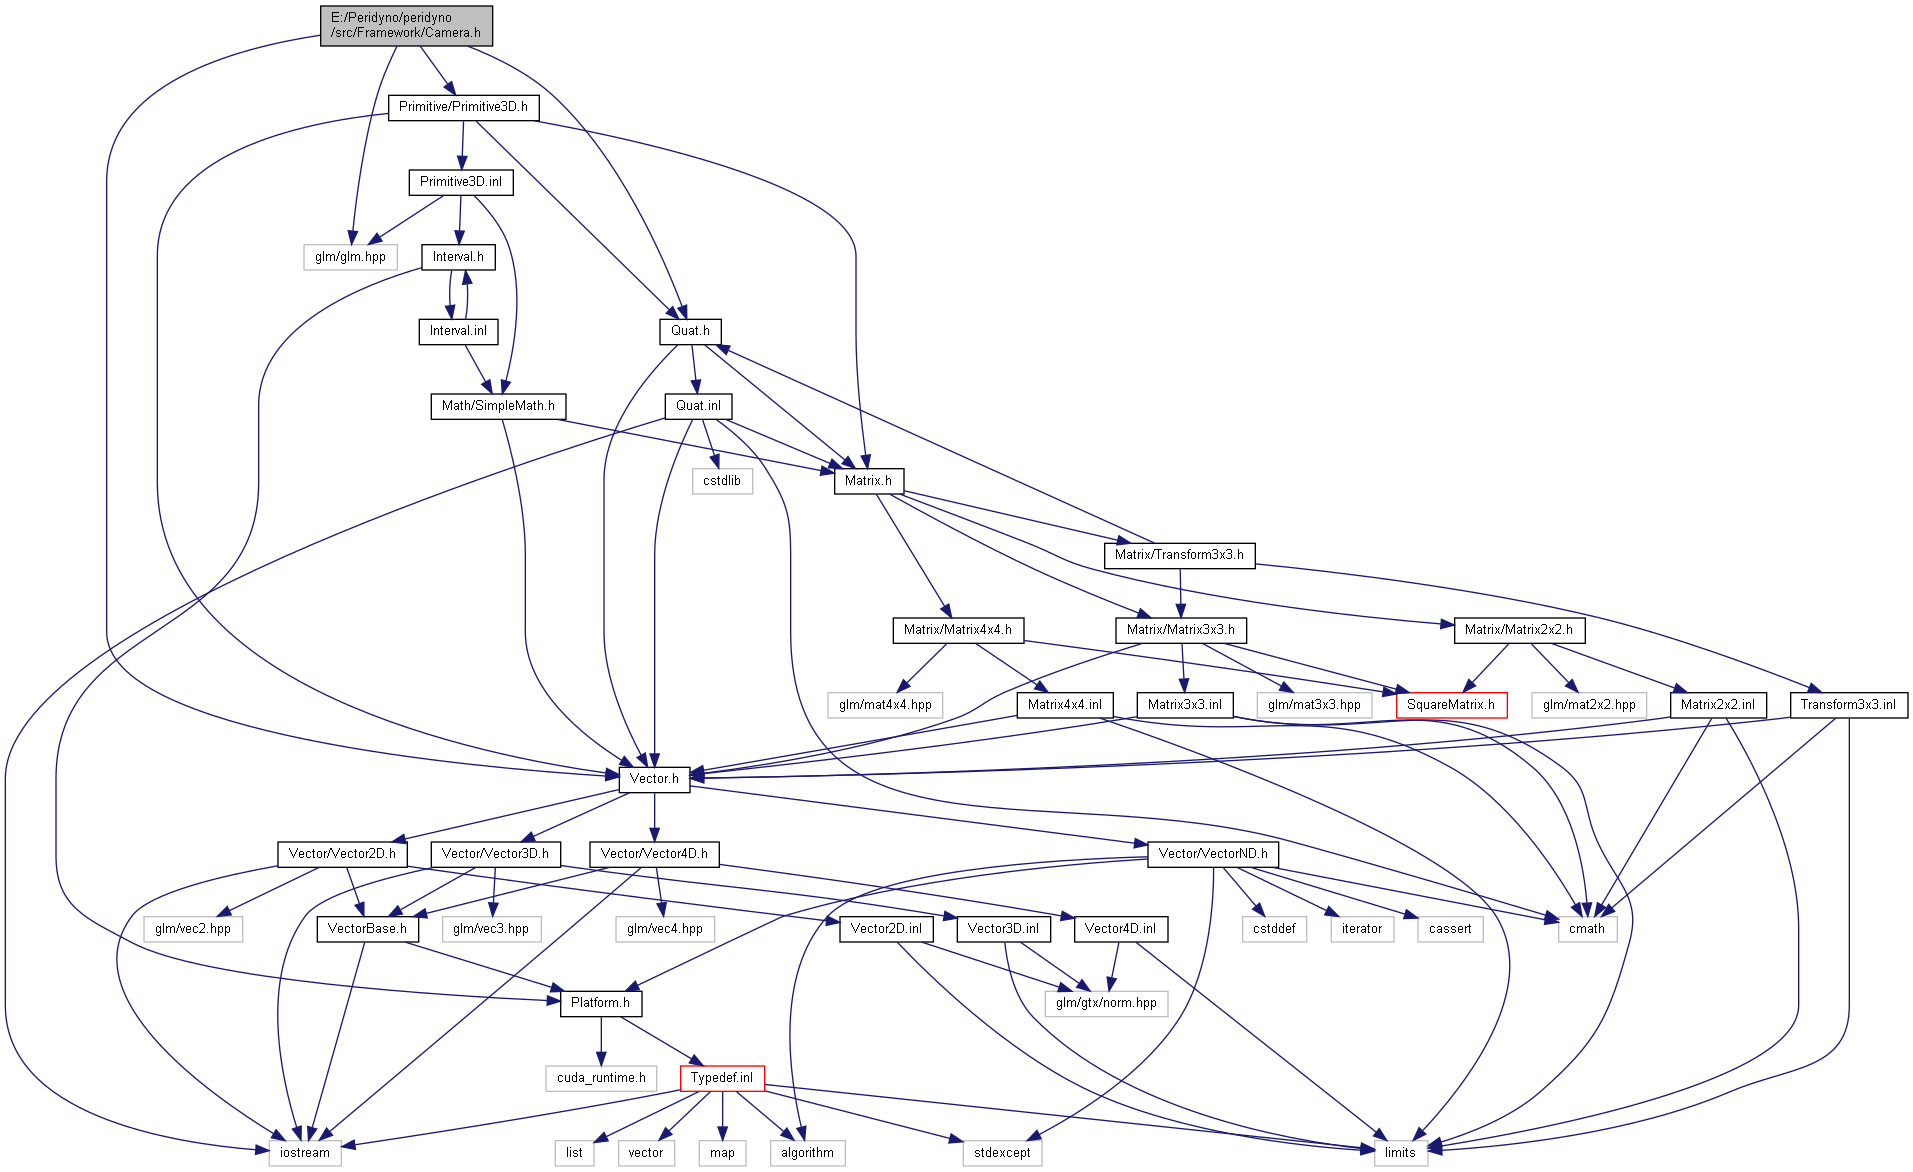 E:/Peridyno/peridyno
/src/Framework/Camera.h
Primitive/Primitive3D.h
Primitive3D.inl
glm/glm.hpp
Interval.h
Interval.inl
Quat.h
Math/SimpleMath.h
Quat.inl
cstdlib
Matrix.h
Matrix/Transform3x3.h
Matrix/Matrix4x4.h
Matrix/Matrix3x3.h
Matrix/Matrix2x2.h
glm/mat4x4.hpp
Matrix4x4.inl
Matrix3x3.inl
glm/mat3x3.hpp
SquareMatrix.h
glm/mat2x2.hpp
Matrix2x2.inl
Transform3x3.inl
Vector.h
Vector/Vector2D.h
Vector/Vector3D.h
Vector/Vector4D.h
Vector/VectorND.h
glm/vec2.hpp
VectorBase.h
glm/vec3.hpp
glm/vec4.hpp
Vector2D.inl
Vector3D.inl
Vector4D.inl
cstddef
iterator
cassert
cmath
Platform.h
glm/gtx/norm.hpp
cuda_runtime.h
Typedef.inl
iostream
list
vector
map
algorithm
stdexcept
limits